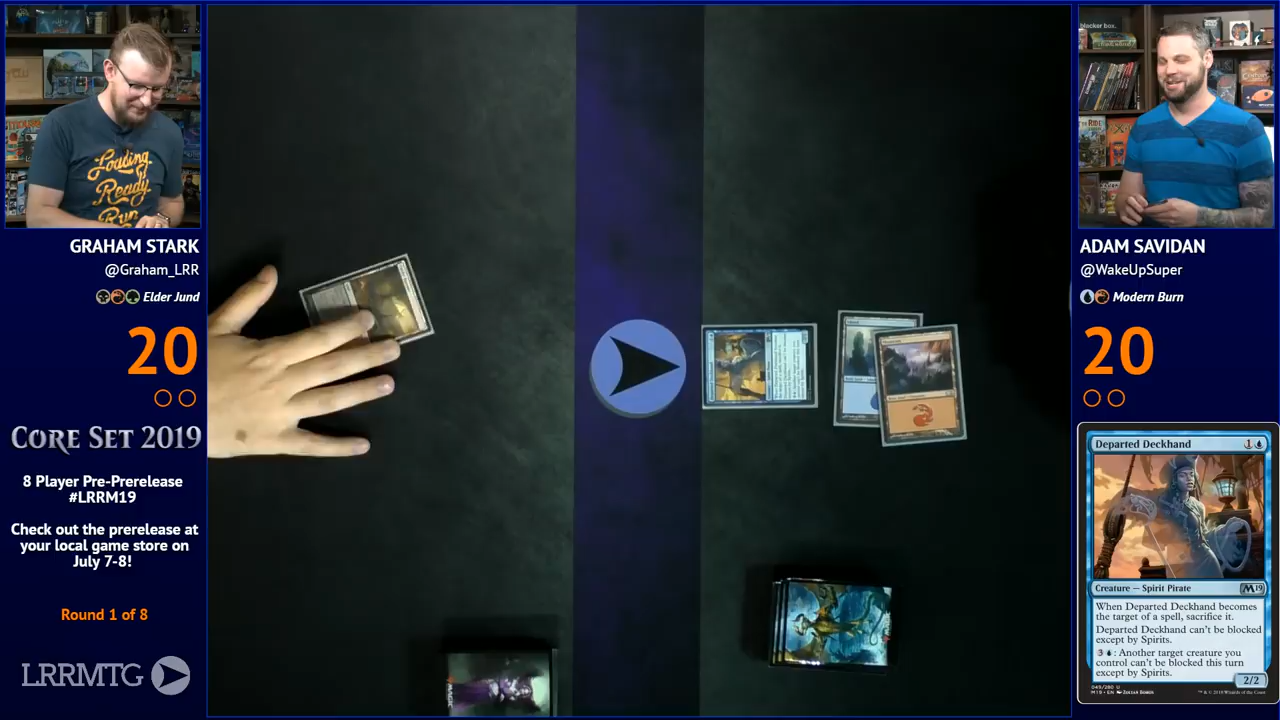 Loading
Ready
Run
GRAHAM STARK
@Graham_LRR
Elder Jund
20
CORE SET 2019
8 Player Pre-Prerelease
#LRRM19
Check out the prerelease at
your local game store on
July 7-8!
Round 1 of 8
LRRMTG
ADAM SAVIDAN
@WakeUpSuper
Modern Burn
20
Departed Deckhand 1
Creature — Spirit Pirate M19
When Departed Deckhand becomes
the target of a spell, sacrifice it.
Departed Deckhand can't be blocked
except by Spirits.
3: Another target creature you
control can't be blocked this turn
except by Spirits.
2/2